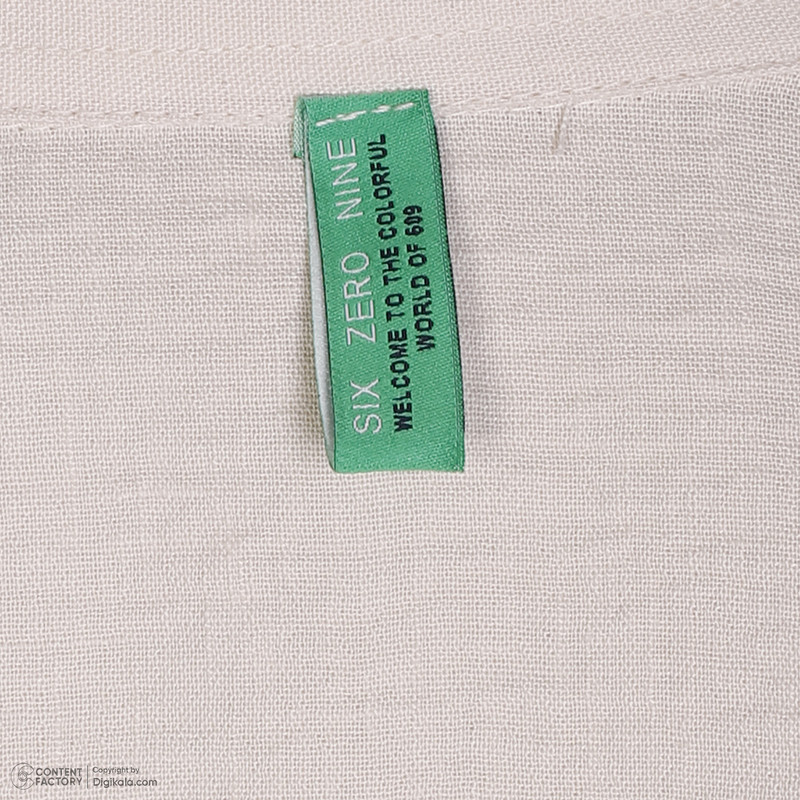 SIX ZERO NINE
WELCOME TO THE COLORFUL
WORLD OF 609
CONTENT
FACTORY
Copyright by
Digikala.com